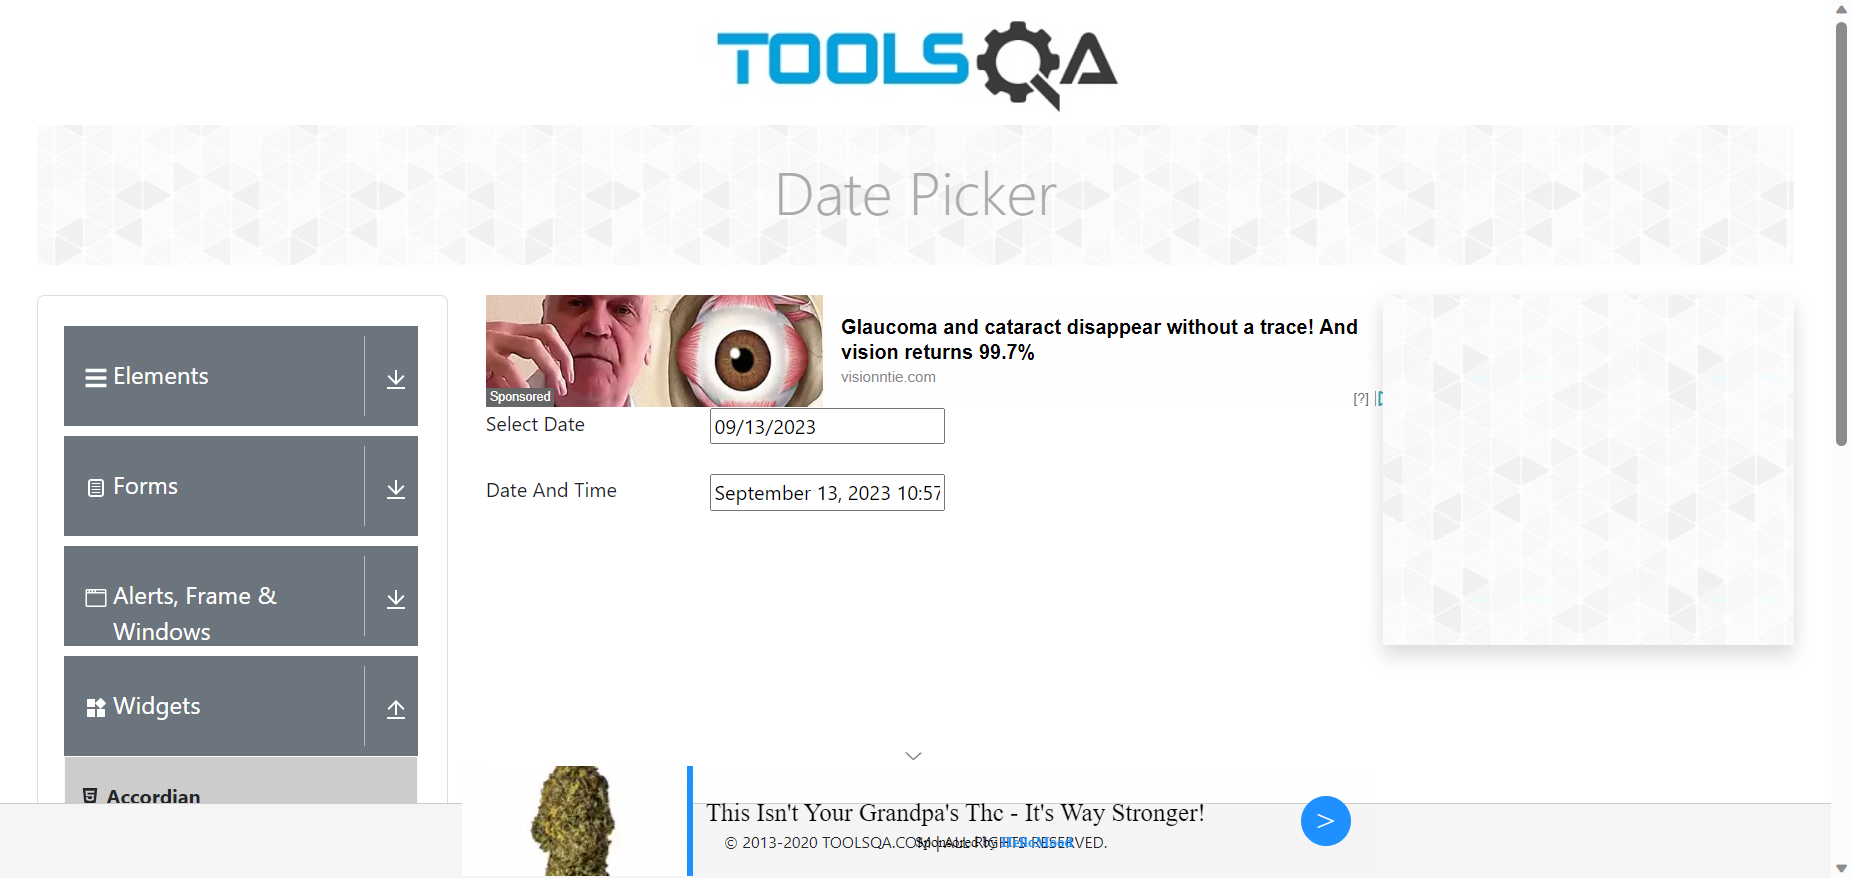 TOOLSQA
Date Picker
Elements
Forms
Alerts, Frame &
Windows
Widgets
Accordian
Sponsored
Glaucoma and cataract disappear without a trace! And
vision returns 99.7%
visionntie.com
[?]
Select Date
09/13/2023
Date And Time
September 13, 2023 10:57
This Isn't Your Grandpa's Thc - It's Way Stronger!
>
© 2013-2020 TOOLSQA.COM | ALL RIGHTS RESERVED.
Sponsored by